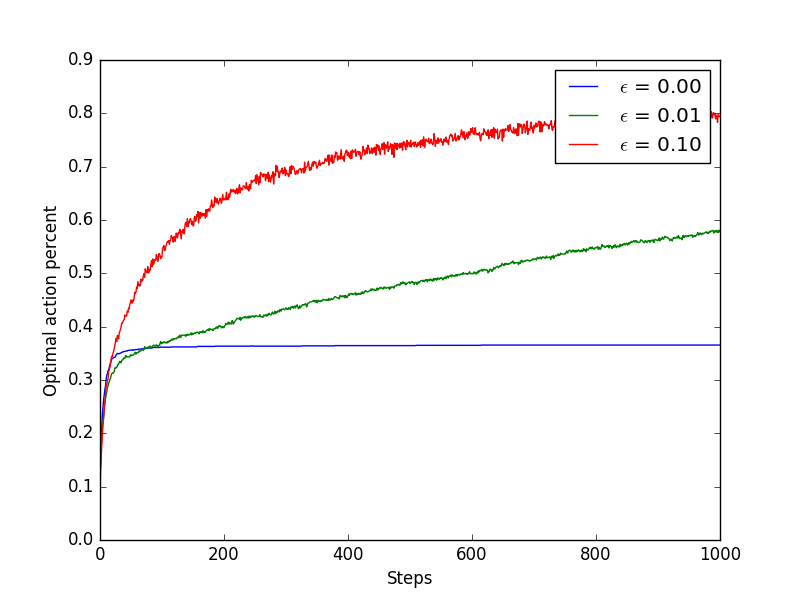 0.9
0.8
0.7
0.6
0.5
0.4
0.3
0.2
0.1
0.0
Optimal action percent
ϵ = 0.00
ϵ = 0.01
ϵ = 0.10
0 200 400 600 800 1000
Steps